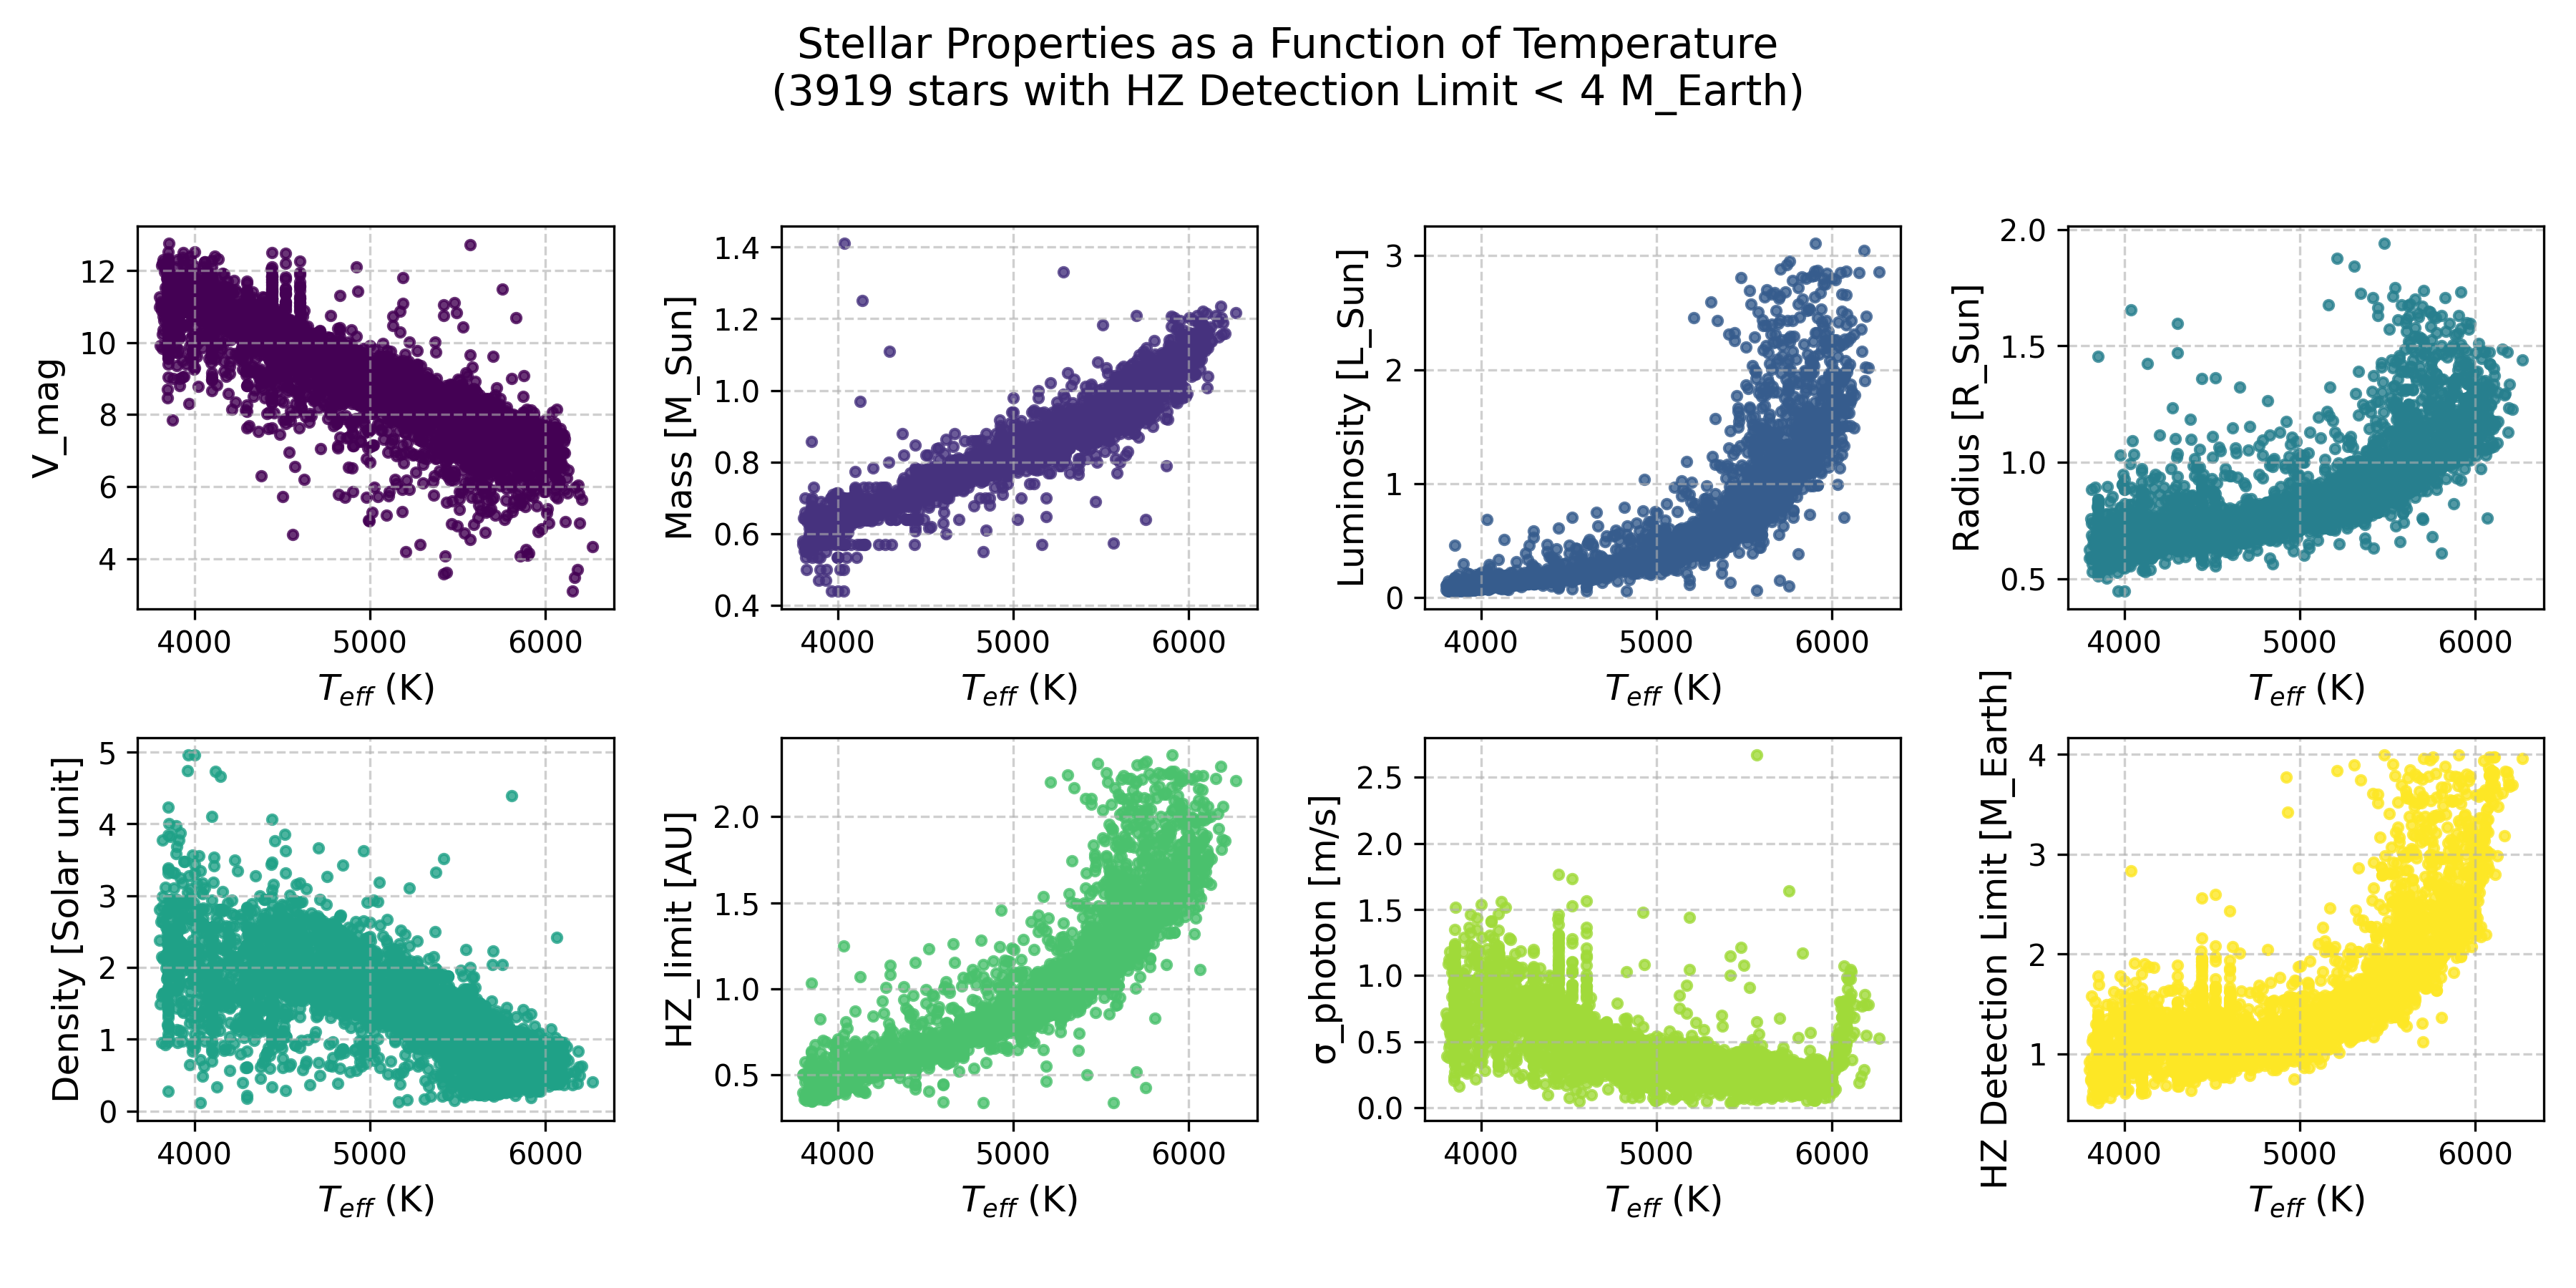 Stellar Properties as a Function of Temperature
(3919 stars with HZ Detection Limit < 4 M_Earth)
V_mag
12
10
8
6
4
4000 5000 6000
T_eff (K)
Mass [M_Sun]
1.4
1.2
1.0
0.8
0.6
0.4
4000 5000 6000
T_eff (K)
Luminosity [L_Sun]
3
2
1
0
4000 5000 6000
T_eff (K)
Radius [R_Sun]
2.0
1.5
1.0
0.5
4000 5000 6000
T_eff (K)
Density [Solar unit]
5
4
3
2
1
0
4000 5000 6000
T_eff (K)
HZ_limit [AU]
2.0
1.5
1.0
0.5
4000 5000 6000
T_eff (K)
σ_photon [m/s]
2.5
2.0
1.5
1.0
0.5
0.0
4000 5000 6000
T_eff (K)
HZ Detection Limit [M_Earth]
4
3
2
1
4000 5000 6000
T_eff (K)